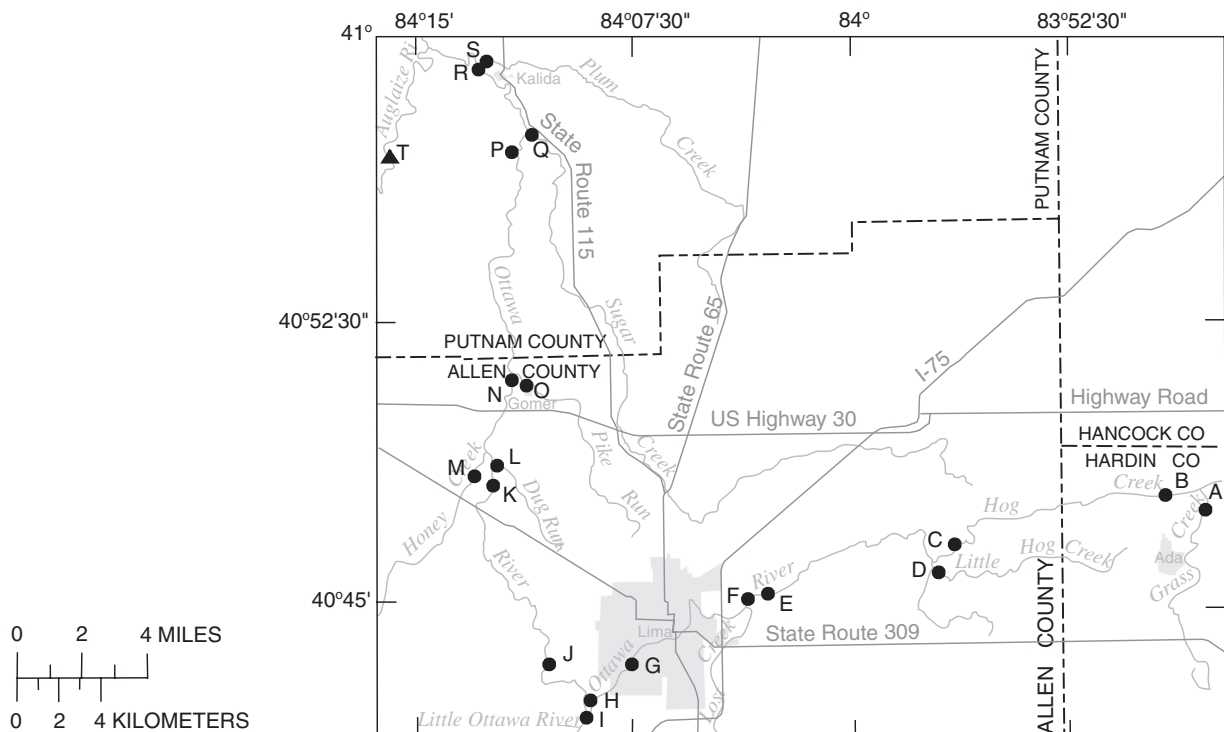 84°15'
84°07'30"
84°
83°52'30"
41°
S
R
Kalida
Plum
Creek
Auglaize Ri
T
P
Q
State
Route 115
PUTNAM COUNTY
Ottawa
Sugar
Creek
State Route 65
40°52'30"
PUTNAM COUNTY
ALLEN COUNTY
N
O
Gomer
I-75
US Highway 30
Highway Road
HANCOCK CO
HARDIN CO
Pike
Run
M
L
K
Creek
Honey
Dug Run
River
Creek
B
A
Hog
Creek
C
D
Little
Hog Creek
Ada
Grass
40°45'
F
E
River
State Route 309
Lima
Creek
Lost
ALLEN COUNTY
J
G
Ottawa
H
I
Little Ottawa River
0 2 4 MILES
0 2 4 KILOMETERS